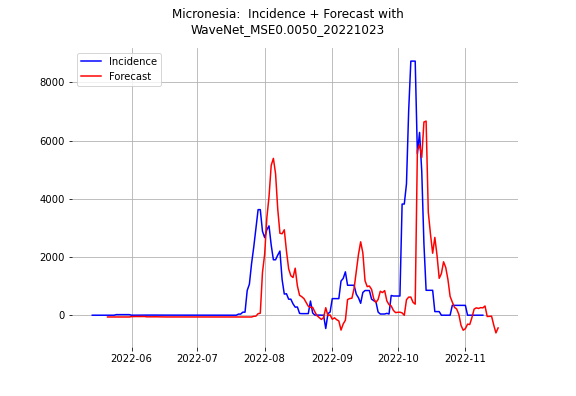 Micronesia:  Incidence + Forecast with
WaveNet_MSE0.0050_20221023
Incidence
Forecast
8000
6000
4000
2000
0
2022-06 2022-07 2022-08 2022-09 2022-10 2022-11